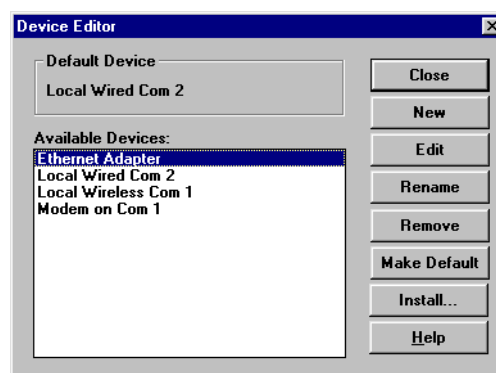 Device Editor
Default Device
Local Wired Com 2
Available Devices:
Ethernet Adapter
Local Wired Com 2
Local Wireless Com 1
Modem on Com 1
Close
New
Edit
Rename
Remove
Make Default
Install...
Help